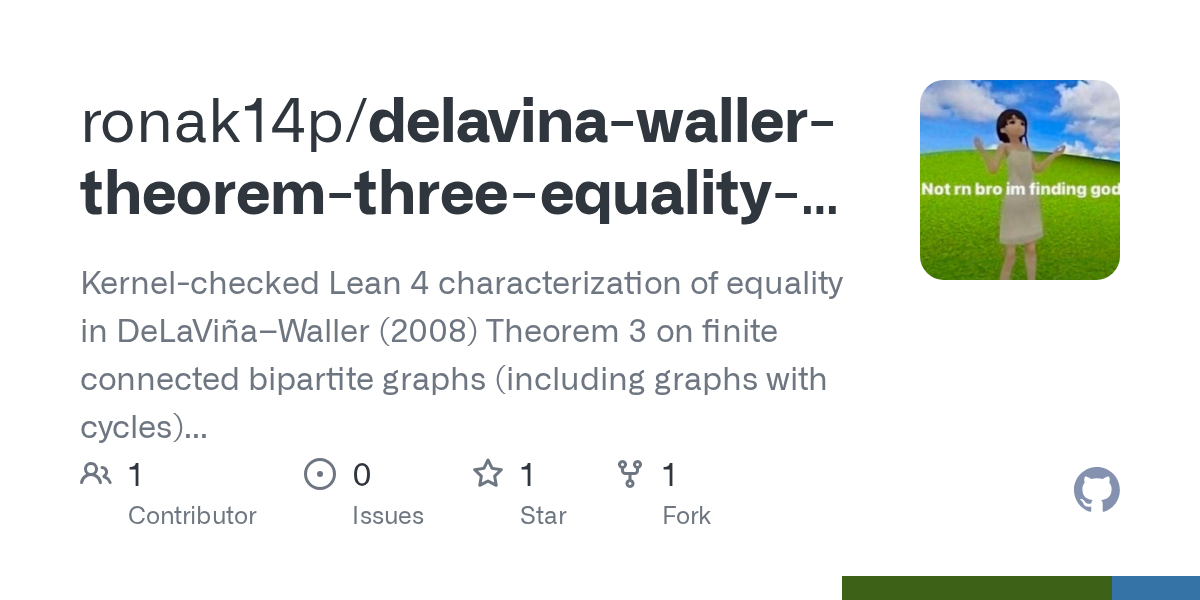 ronak14p/delavina-waller-
theorem-three-equality-...
Not rn bro im finding god
Kernel-checked Lean 4 characterization of equality
in DeLaViña–Waller (2008) Theorem 3 on finite
connected bipartite graphs (including graphs with
cycles)...
1 0 1 1
Contributor Issues Star Fork